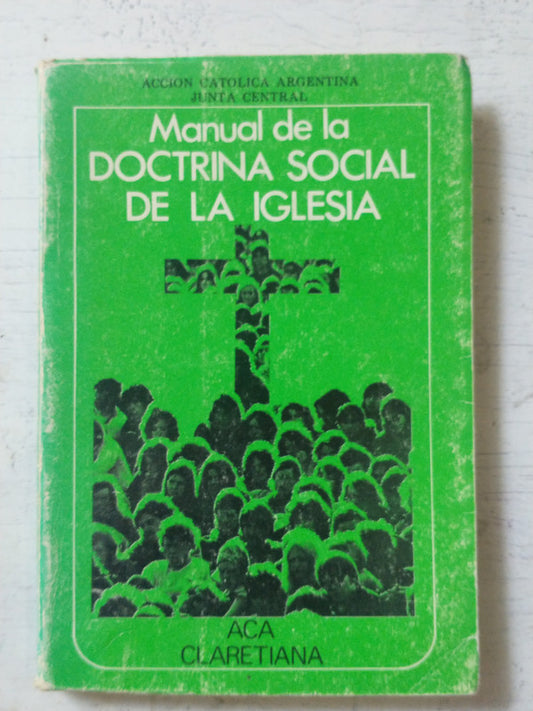 ACCION CATOLICA ARGENTINA
JUNTA CENTRAL
Manual de la
DOCTRINA SOCIAL
DE LA IGLESIA
ACA
CLARETIANA